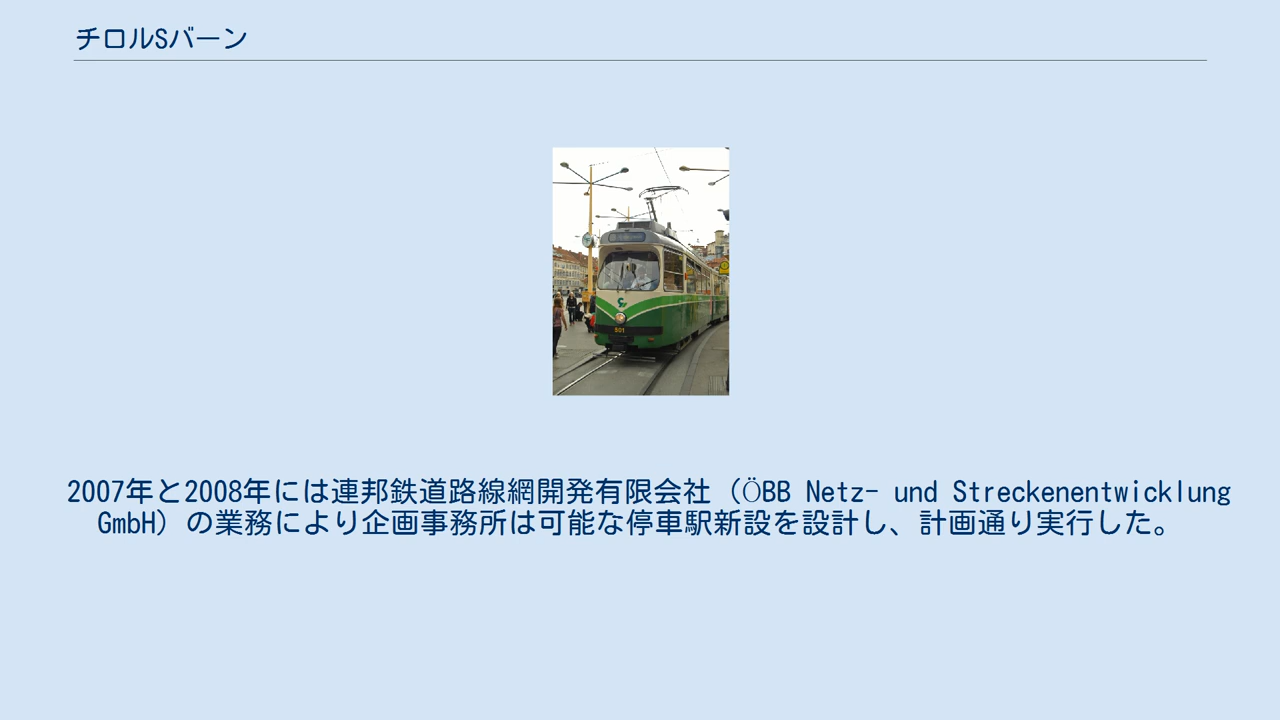 チロルSバーン
501
2007年と2008年には連邦鉄道路線網開発有限会社（ÖBB Netz- und Streckenentwicklung
GmbH）の業務により企画事務所は可能な停車駅新設を設計し、計画通り実行した。